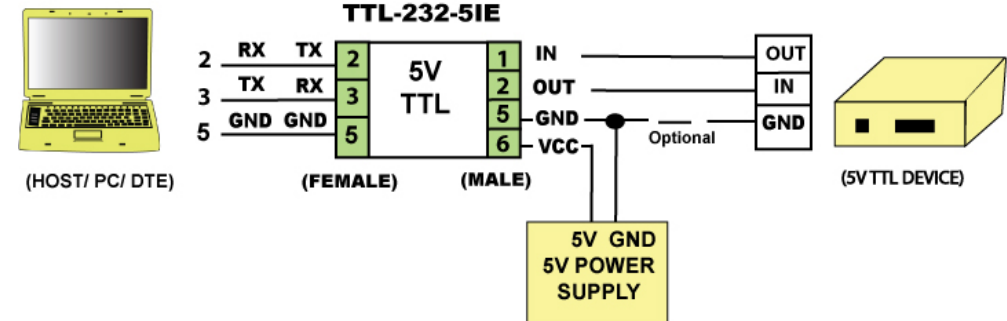 TTL-232-5IE
2 RX TX 2
3 TX RX 3
5 GND GND 5
5V
TTL
1 IN OUT
2 OUT IN
5 GND Optional GND
6 VCC
(HOST/ PC/ DTE)
(FEMALE)
(MALE)
(5V TTL DEVICE)
5V GND
5V POWER
SUPPLY